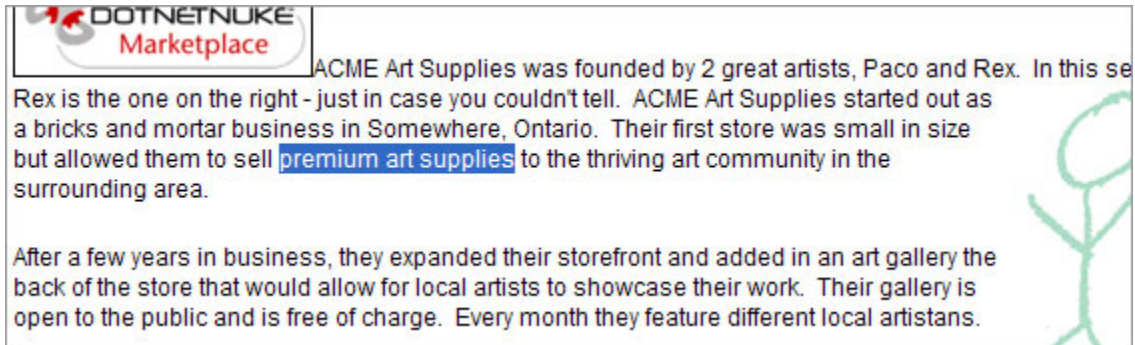 DOTNETNUKE
Marketplace
ACME Art Supplies was founded by 2 great artists, Paco and Rex.  In this se
Rex is the one on the right - just in case you couldn't tell.  ACME Art Supplies started out as
a bricks and mortar business in Somewhere, Ontario.  Their first store was small in size
but allowed them to sell premium art supplies to the thriving art community in the
surrounding area.
After a few years in business, they expanded their storefront and added in an art gallery the
back of the store that would allow for local artists to showcase their work.  Their gallery is
open to the public and is free of charge.  Every month they feature different local artistans.